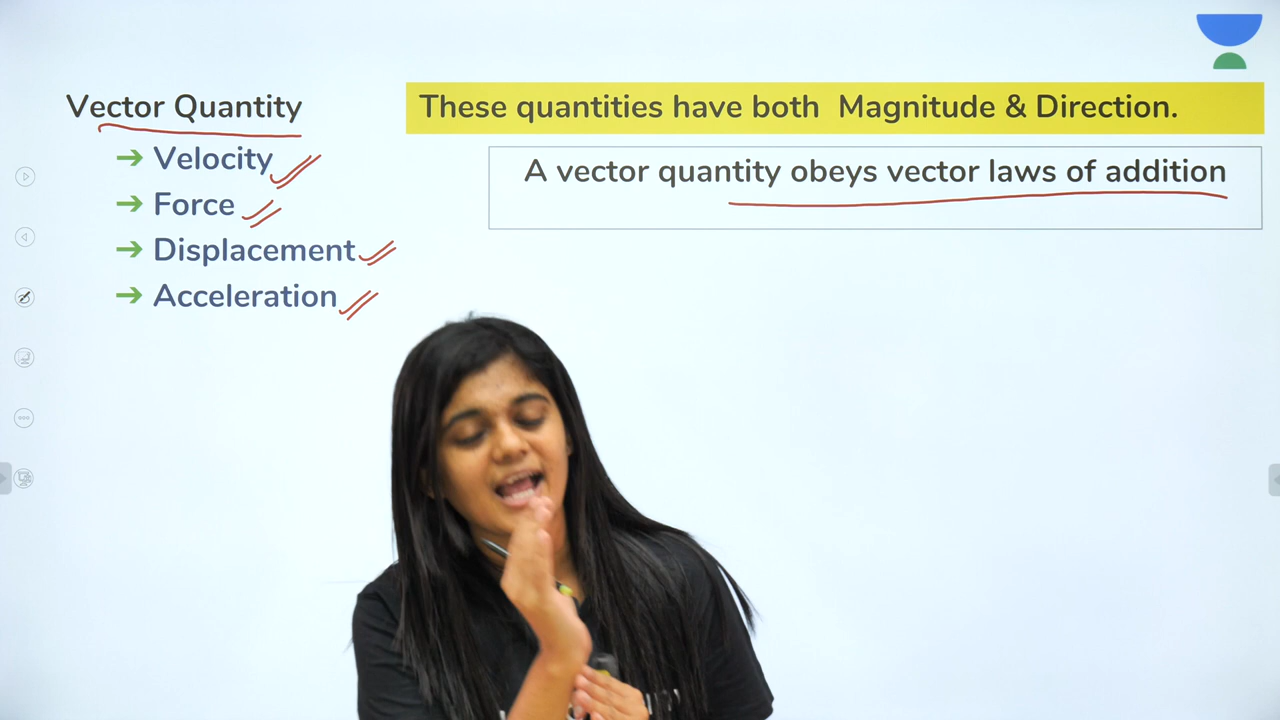 Vector Quantity
These quantities have both Magnitude & Direction.
➔ Velocity
A vector quantity obeys vector laws of addition
➔ Force
➔ Displacement
➔ Acceleration